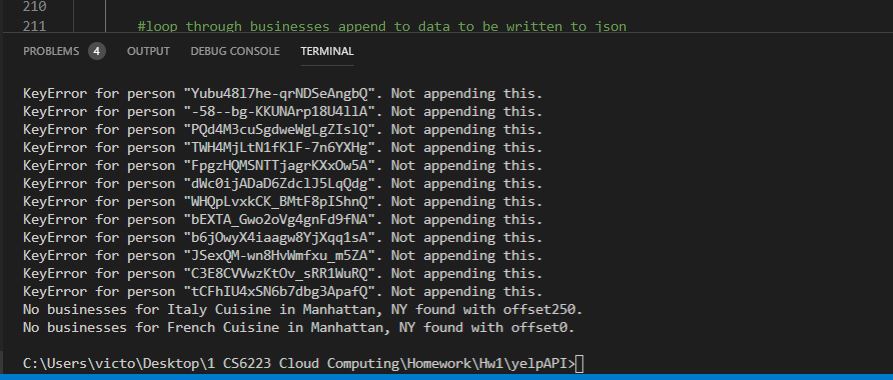 210
211 #loop through businesses append to data to be written to json
PROBLEMS 4 OUTPUT DEBUG CONSOLE TERMINAL
KeyError for person "Yubu48l7he-qrNDSeAngbQ". Not appending this.
KeyError for person "-58--bg-KKUNArp18U4llA". Not appending this.
KeyError for person "PQd4M3cuSgdweWgLgZIslQ". Not appending this.
KeyError for person "TWH4MjLtN1fKlF-7n6YXHg". Not appending this.
KeyError for person "FpgzHQMSNTTjagrKXxOw5A". Not appending this.
KeyError for person "dWc0ijADaD6ZdclJ5LqQdg". Not appending this.
KeyError for person "WHQpLvxkCK_BMtF8pIShnQ". Not appending this.
KeyError for person "bEXTA_Gwo2oVg4gnFd9fNA". Not appending this.
KeyError for person "b6jOwyX4iaagw8YjXqq1sA". Not appending this.
KeyError for person "JSexQM-wn8HvWmfxu_m5ZA". Not appending this.
KeyError for person "C3E8CVVwzKtOv_sRR1WuRQ". Not appending this.
KeyError for person "tCFhIU4xSN6b7dbg3ApafQ". Not appending this.
No businesses for Italy Cuisine in Manhattan, NY found with offset250.
No businesses for French Cuisine in Manhattan, NY found with offset0.
C:\Users\victo\Desktop\1 CS6223 Cloud Computing\Homework\Hw1\yelpAPI>